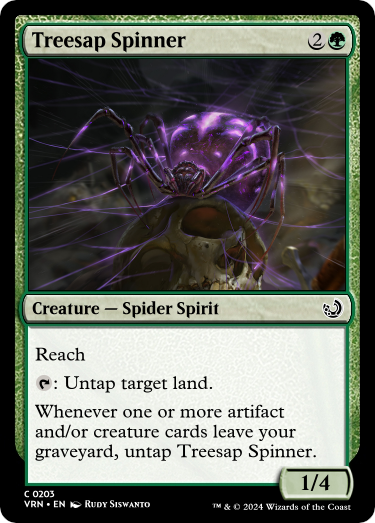 Treesap Spinner 2
Creature — Spider Spirit
Reach
: Untap target land.
Whenever one or more artifact
and/or creature cards leave your
graveyard, untap Treesap Spinner.
1/4
C 0203
VRN • EN Rudy Siswanto
™ & © 2024 Wizards of the Coast